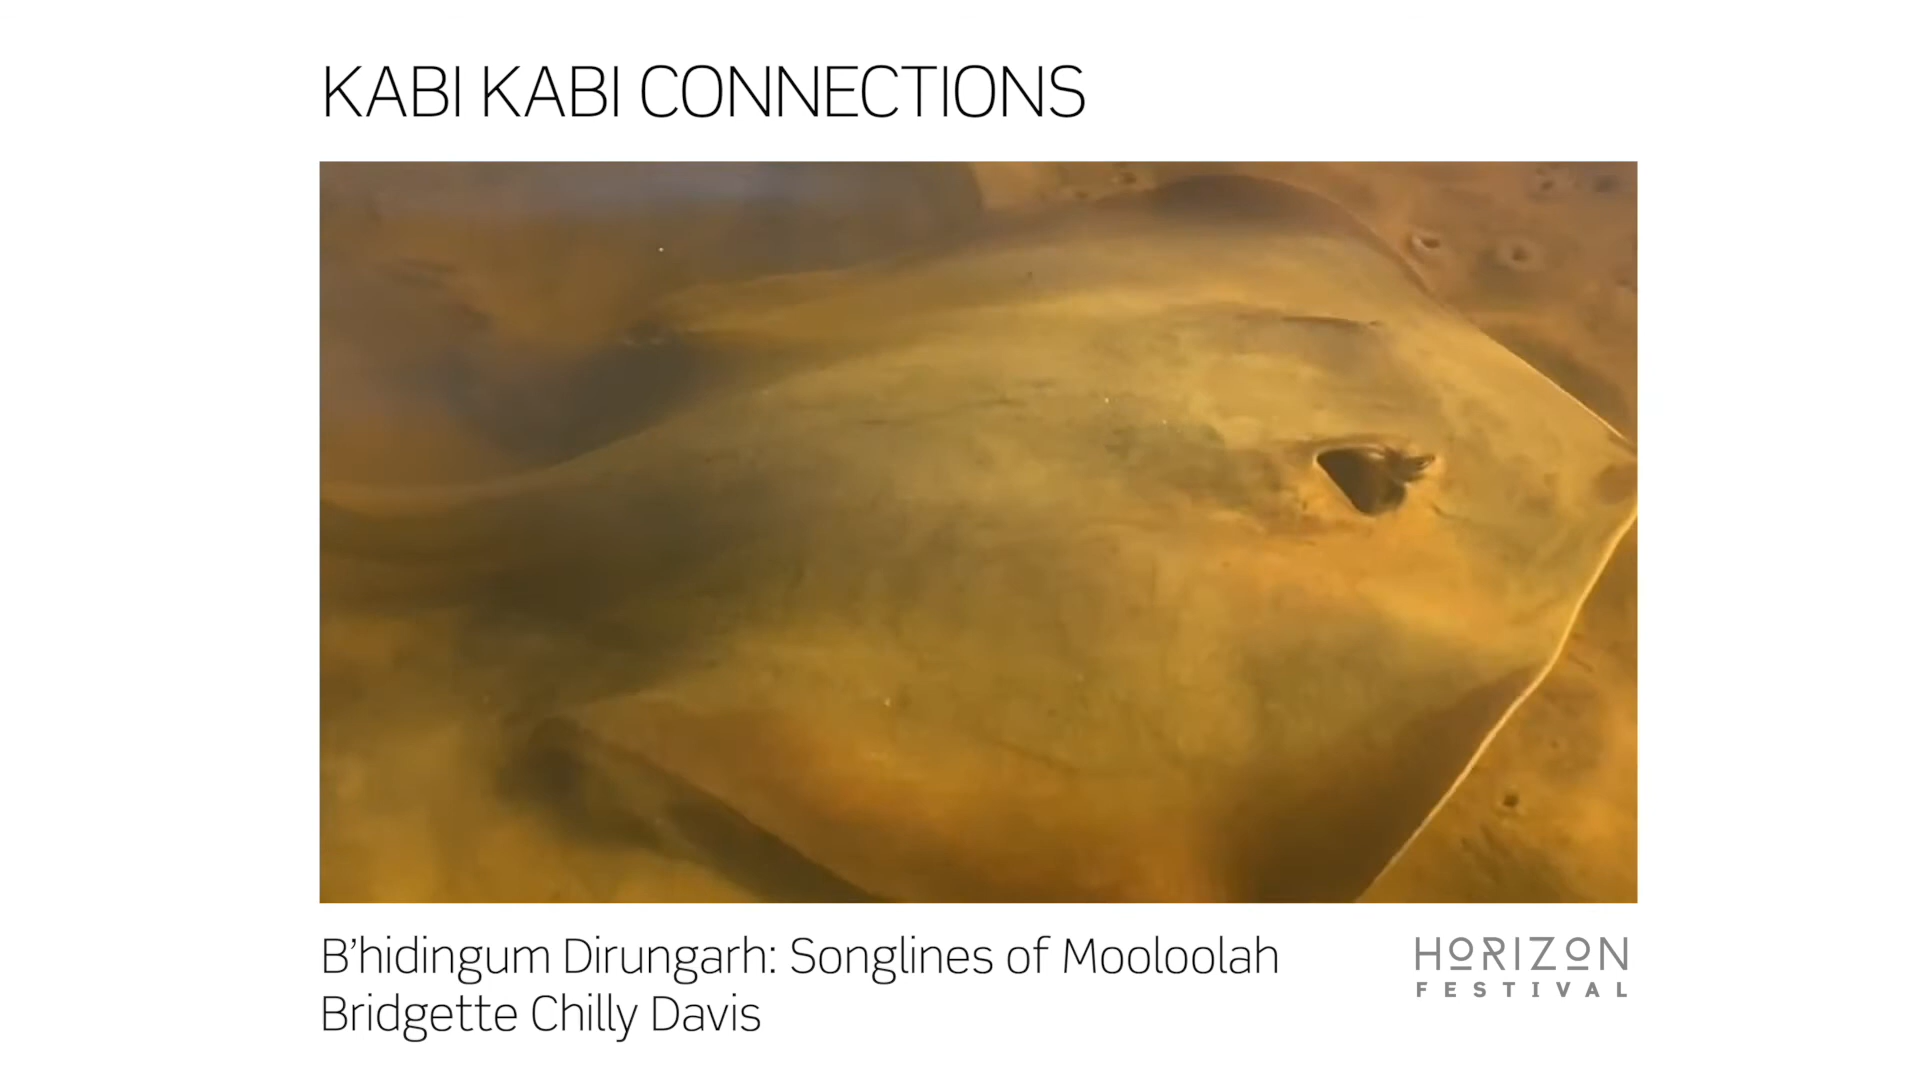 KABI KABI CONNECTIONS
B'hidingum Dirungarh: Songlines of Mooloolah
Bridgette Chilly Davis
HORIZON
FESTIVAL